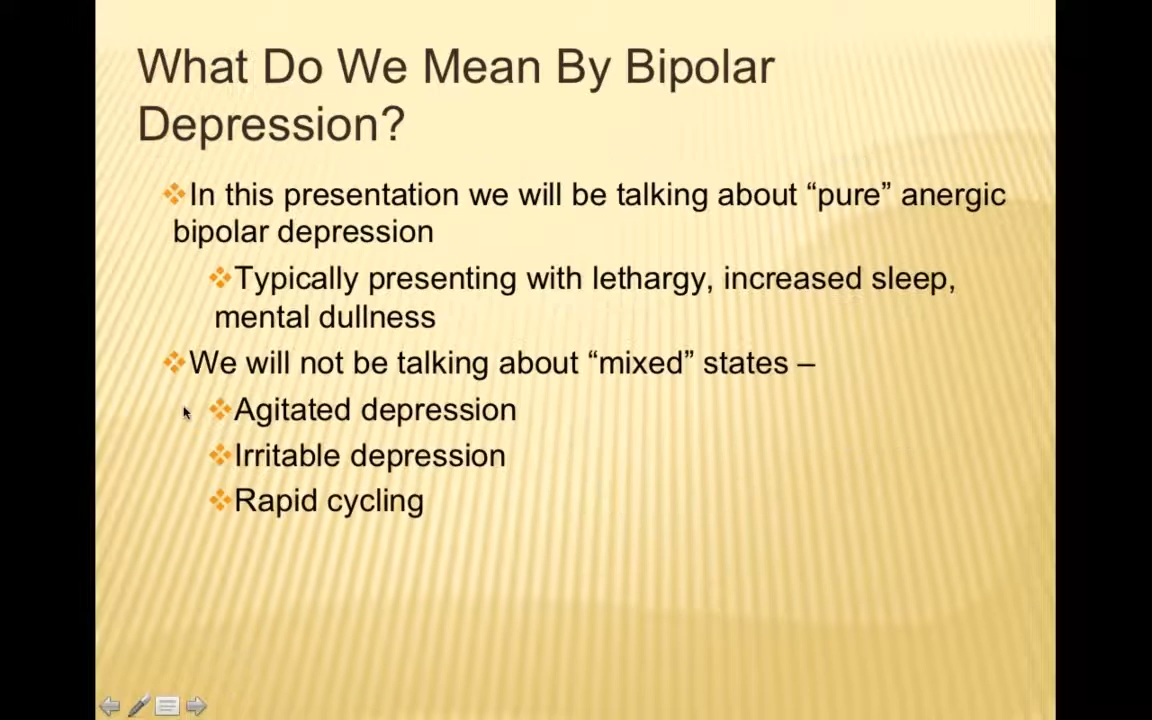 What Do We Mean By Bipolar
Depression?
In this presentation we will be talking about “pure” anergic
bipolar depression
Typically presenting with lethargy, increased sleep,
mental dullness
We will not be talking about “mixed” states –
Agitated depression
Irritable depression
Rapid cycling